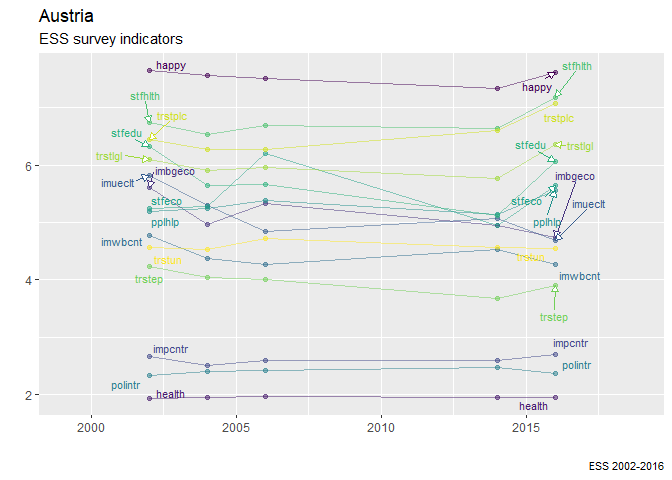 Austria
ESS survey indicators
happy
stfhlth
happy
stfhlth
trstplc
trstplc
stfedu
stfedu
trstlgl
trstlgl
imueclt
imbgeco
imbgeco
stfeco
stfeco
imueclt
pplhlp
pplhlp
imwbcnt
trstun
trstun
trstep
imwbcnt
trstep
impcntr
impcntr
polintr
polintr
health
health
6
4
2
2000
2005
2010
2015
ESS 2002-2016